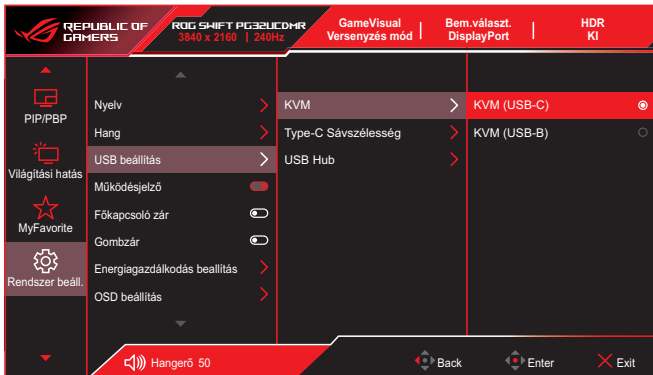 REPUBLIC OF
GAMERS
ROG SWIFT PG32UCDMR
3840 x 2160 | 240Hz
GameVisual
Versenyzés mód
Bem.választ.
DisplayPort
HDR
KI
PIP/PBP
Világítási hatás
MyFavorite
Rendszer beáll.
Nyelv
Hang
USB beállítás
Működésjelző
Főkapcsoló zár
Gombzár
Energiagazdálkodás beallítás
OSD beállítás
KVM
Type-C Sávszélesség
USB Hub
KVM (USB-C)
KVM (USB-B)
Hangerő 50
Back
Enter
Exit